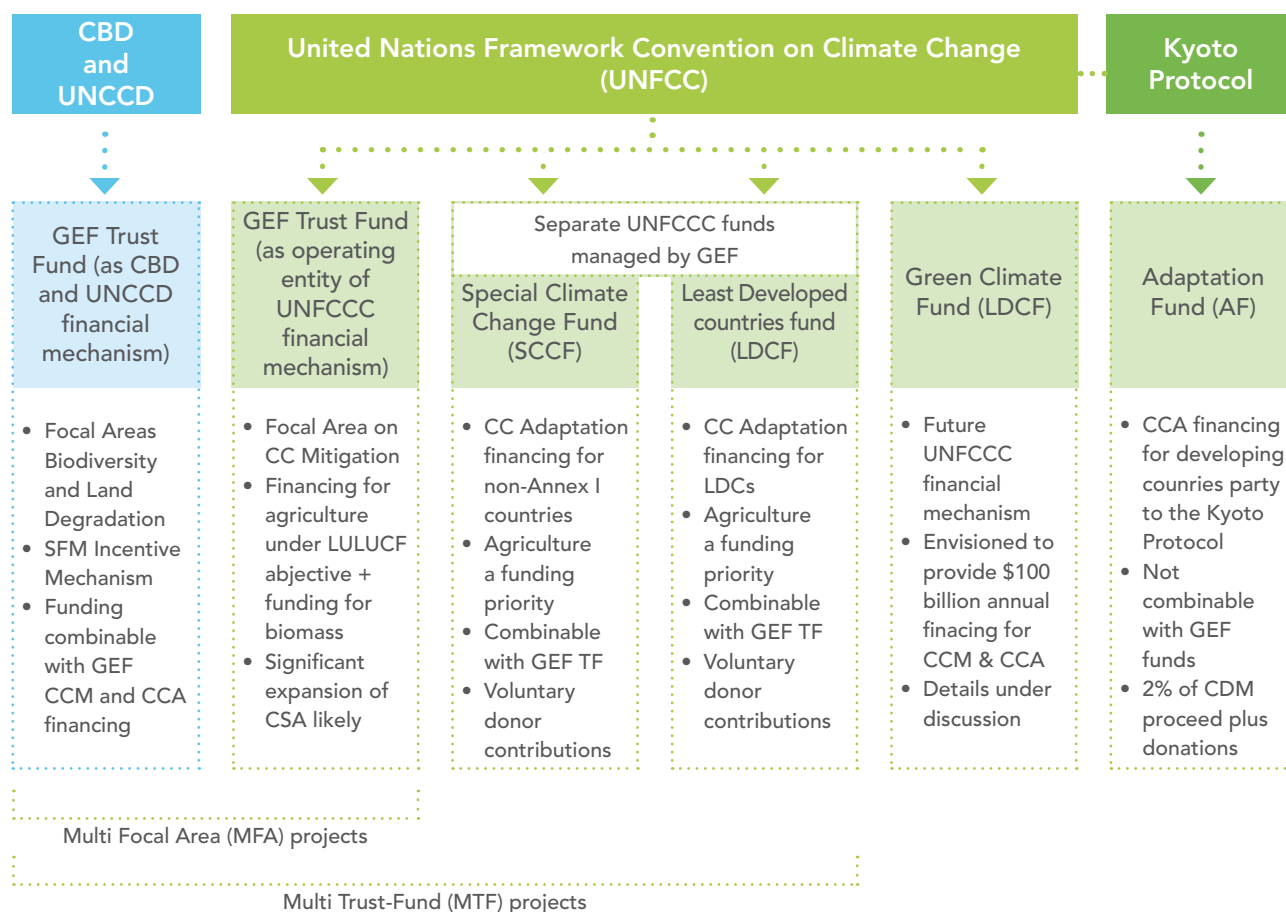 CBD
and
UNCCD
United Nations Framework Convention on Climate Change
(UNFCC)
Kyoto
Protocol
GEF Trust
Fund (as CBD
and UNCCD
financial
mechanism)
• Focal Areas
Biodiversity
and Land
Degradation
• SFM Incentive
Mechanism
• Funding
combinable
with GEF
CCM and CCA
financing
GEF Trust Fund
(as operating
entity of
UNFCCC
financial
mechanism)
• Focal Area on
CC Mitigation
• Financing for
agriculture
under LULUCF
abjective +
funding for
biomass
• Significant
expansion of
CSA likely
Separate UNFCCC funds
managed by GEF
Special Climate
Change Fund
(SCCF)
• CC Adaptation
financing for
non-Annex I
countries
• Agriculture
a funding
priority
• Combinable
with GEF TF
• Voluntary
donor
contributions
Least Developed
countries fund
(LDCF)
• CC Adaptation
financing for
LDCs
• Agriculture
a funding
priority
• Combinable
with GEF TF
• Voluntary
donor
contributions
Green Climate
Fund (LDCF)
• Future
UNFCCC
financial
mechanism
• Envisioned to
provide $100
billion annual
finacing for
CCM & CCA
• Details under
discussion
Adaptation
Fund (AF)
• CCA financing
for developing
counries party
to the Kyoto
Protocol
• Not
combinable
with GEF
funds
• 2% of CDM
proceed plus
donations
Multi Focal Area (MFA) projects
Multi Trust-Fund (MTF) projects